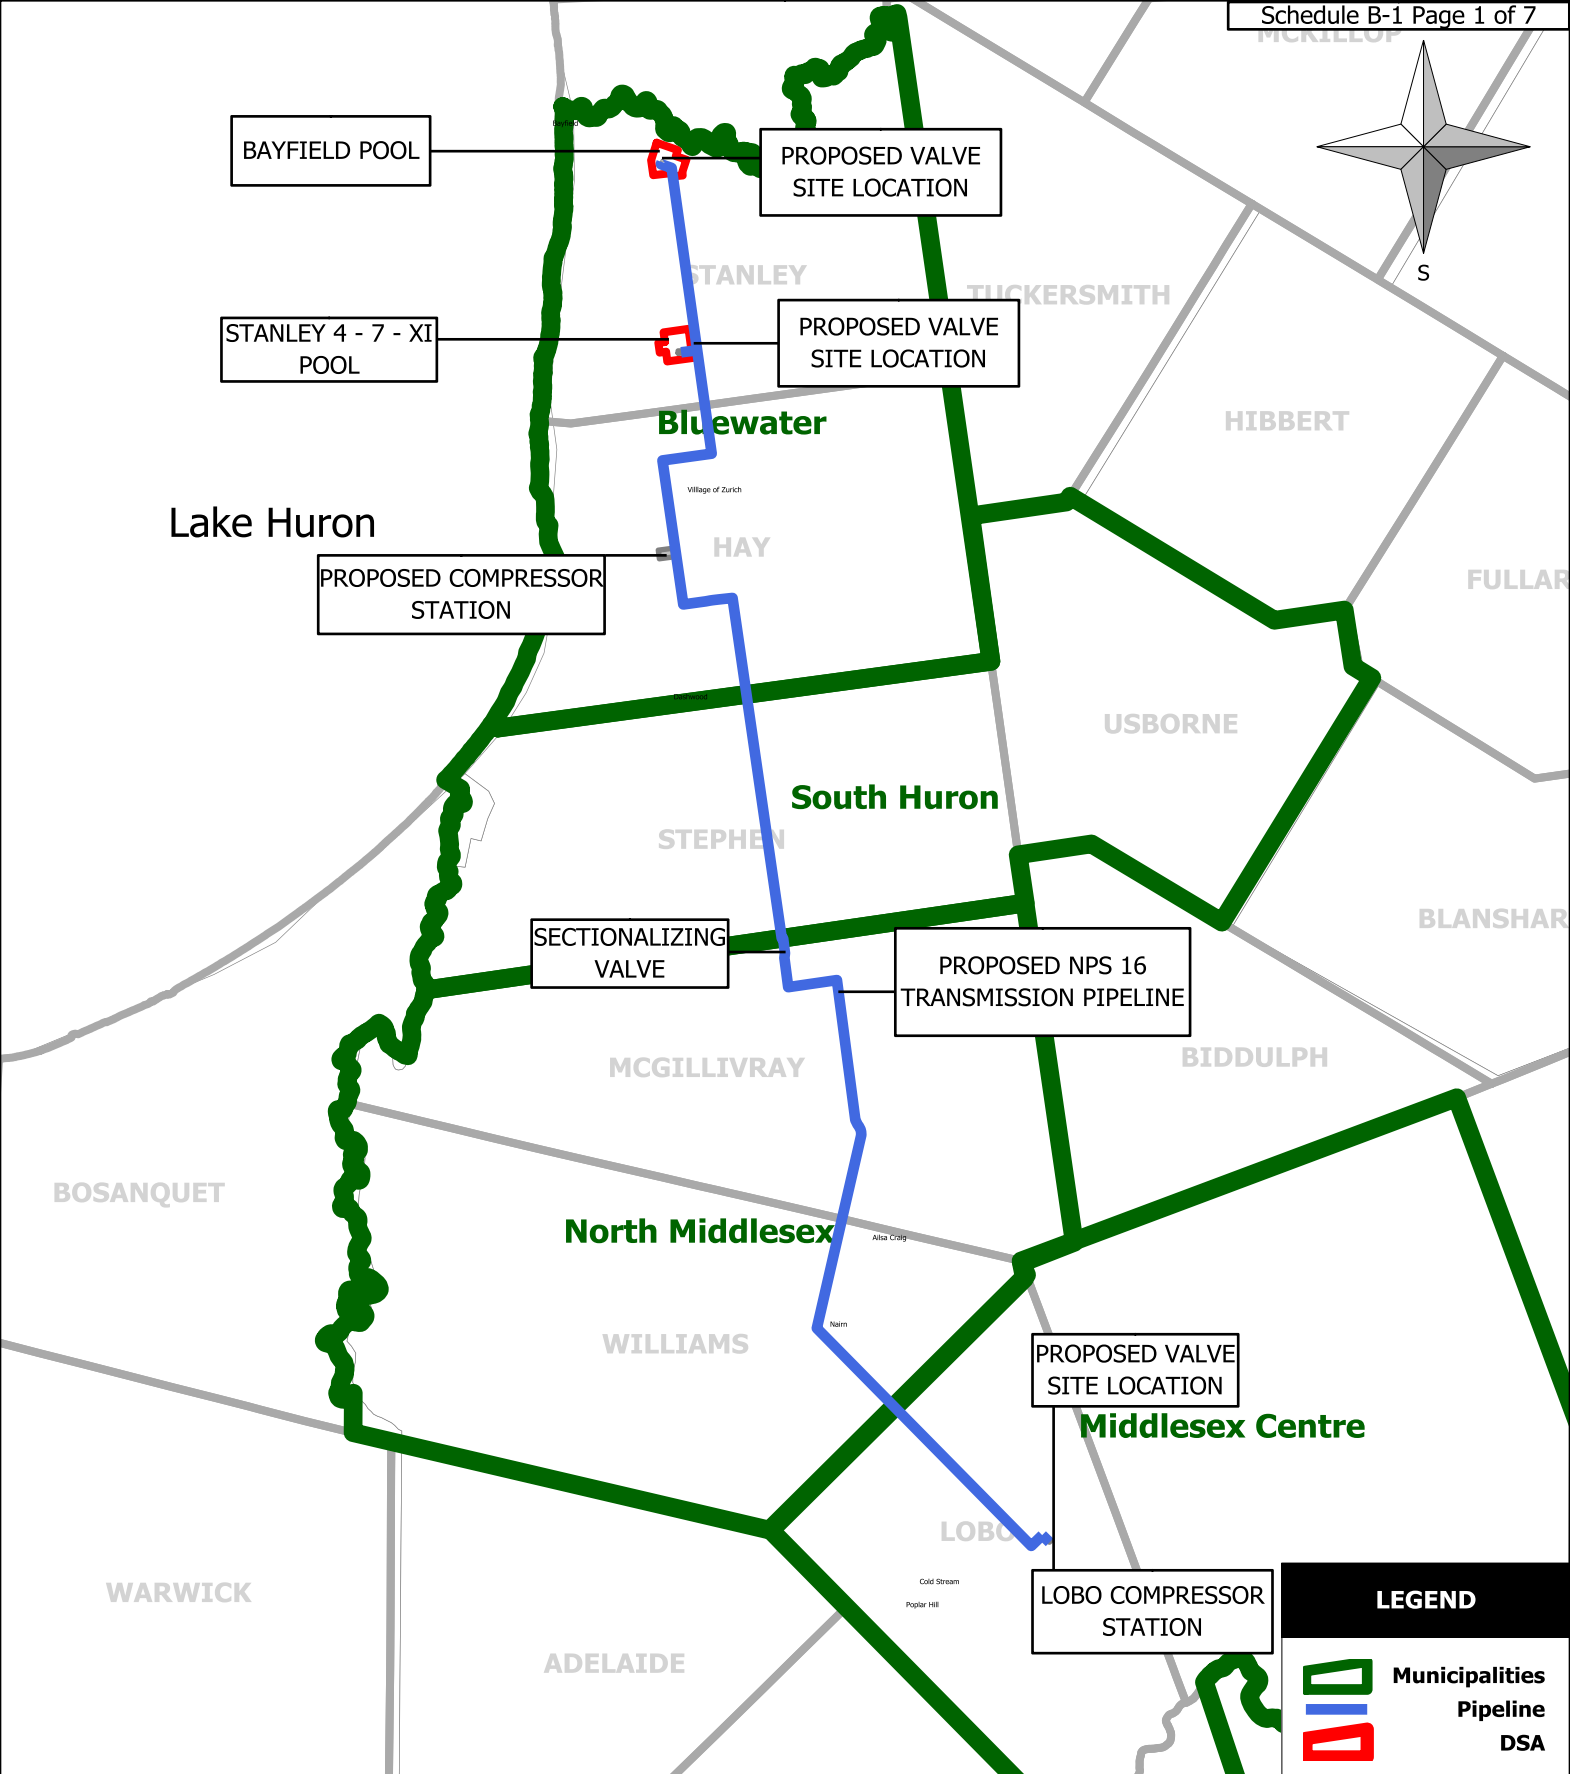 Schedule B-1 Page 1 of 7
MCKILLOP
S
Bayfield
BAYFIELD POOL
PROPOSED VALVE
SITE LOCATION
STANLEY
TUCKERSMITH
STANLEY 4 - 7 - XI
POOL
PROPOSED VALVE
SITE LOCATION
Bluewater
HIBBERT
Villlage of Zurich
Lake Huron
HAY
PROPOSED COMPRESSOR
STATION
FULLAR
Dashwood
USBORNE
South Huron
STEPHEN
SECTIONALIZING
VALVE
BLANSHAR
PROPOSED NPS 16
TRANSMISSION PIPELINE
MCGILLIVRAY
BIDDULPH
BOSANQUET
North Middlesex
Ailsa Craig
Nairn
WILLIAMS
PROPOSED VALVE
SITE LOCATION
Middlesex Centre
LOBO
Cold Stream
Poplar Hill
WARWICK
LOBO COMPRESSOR
STATION
ADELAIDE
LEGEND
Municipalities
Pipeline
DSA